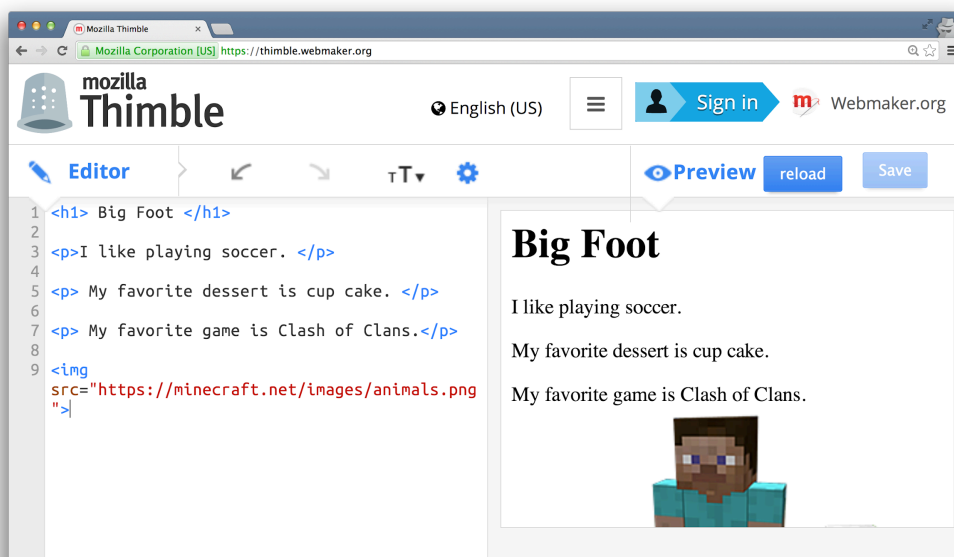 Mozilla Thimble
Mozilla Corporation [US] https://thimble.webmaker.org
mozilla
Thimble
English (US)
Sign in
m Webmaker.org
Editor
TT
Preview
reload
Save
1 <h1> Big Foot </h1>
2
3 <p>I like playing soccer. </p>
4
5 <p> My favorite dessert is cup cake. </p>
6
7 <p> My favorite game is Clash of Clans.</p>
8
9 <img
src="https://minecraft.net/images/animals.png
">
Big Foot
I like playing soccer.
My favorite dessert is cup cake.
My favorite game is Clash of Clans.